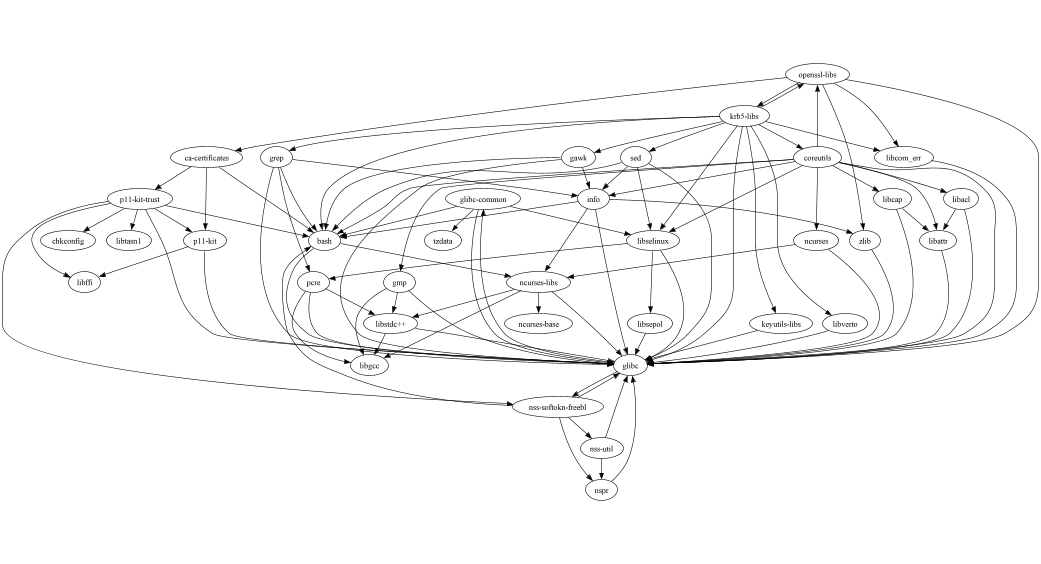 openssl-libs
krb5-libs
ca-certificates
grep
gawk
sed
coreutils
libcom_err
p11-kit-trust
glibc-common
info
libcap
libacl
chkconfig
libtasn1
p11-kit
bash
tzdata
libselinux
ncurses
zlib
libattr
libffi
pcre
gmp
ncurses-libs
libstdc++
ncurses-base
libsepol
keyutils-libs
libverto
libgcc
glibc
nss-softokn-freebl
nss-util
nspr